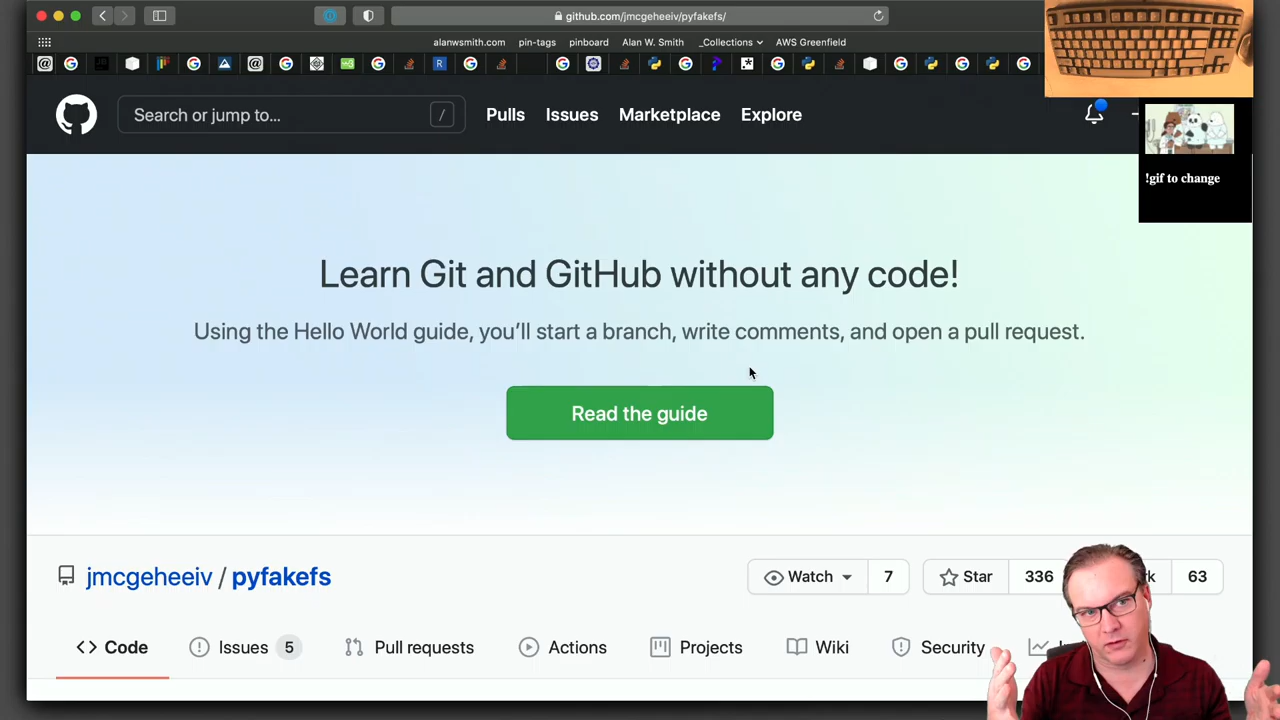 github.com/jmcgeheeiv/pyfakefs/
alanwsmith.com pin-tags pinboard Alan W. Smith _Collections AWS Greenfield
Search or jump to... /
Pulls Issues Marketplace Explore
!gif to change
Learn Git and GitHub without any code!
Using the Hello World guide, you’ll start a branch, write comments, and open a pull request.
Read the guide
jmcgeheeiv / pyfakefs
Watch 7 Star 336 rk 63
Code Issues 5 Pull requests Actions Projects Wiki Security